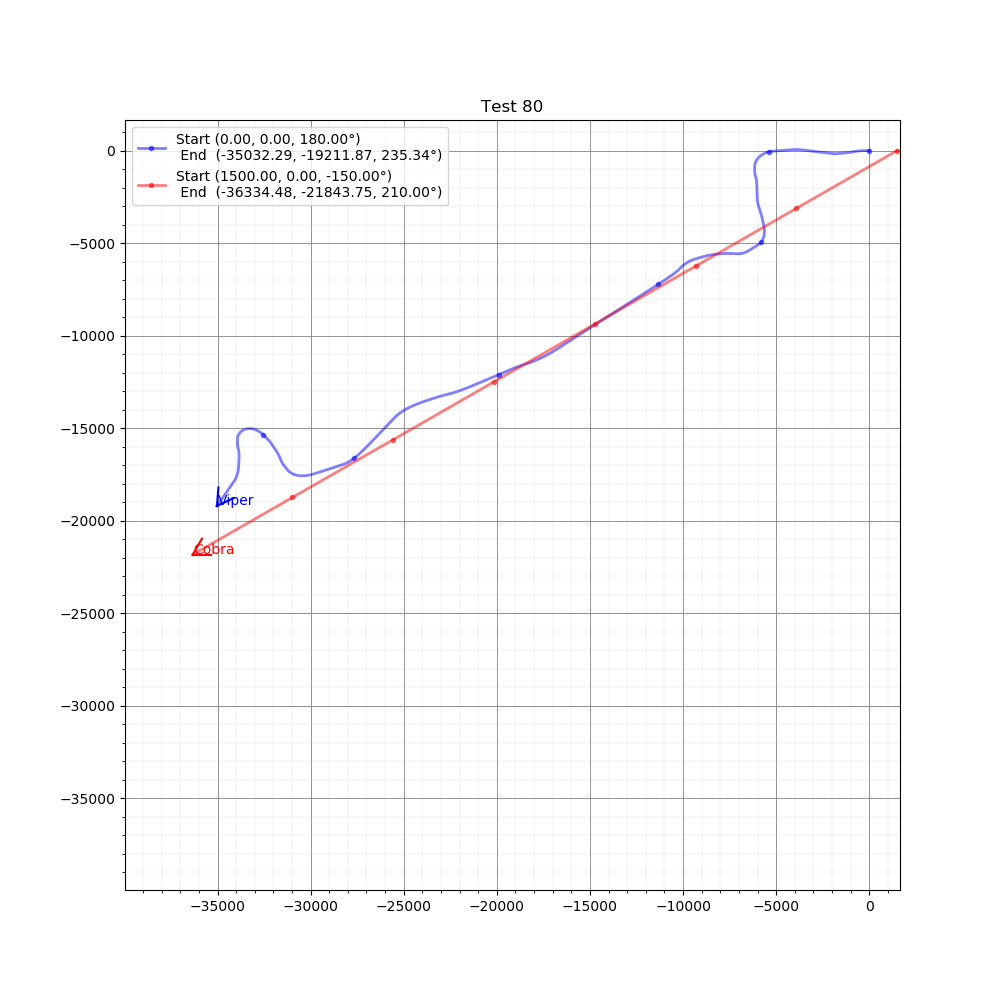 Test 80
Start (0.00, 0.00, 180.00°)
End (-35032.29, -19211.87, 235.34°)
Start (1500.00, 0.00, -150.00°)
End (-36334.48, -21843.75, 210.00°)
0
−5000
−10000
−15000
−20000
−25000
−30000
−35000
Viper
Cobra
−35000 −30000 −25000 −20000 −15000 −10000 −5000 0